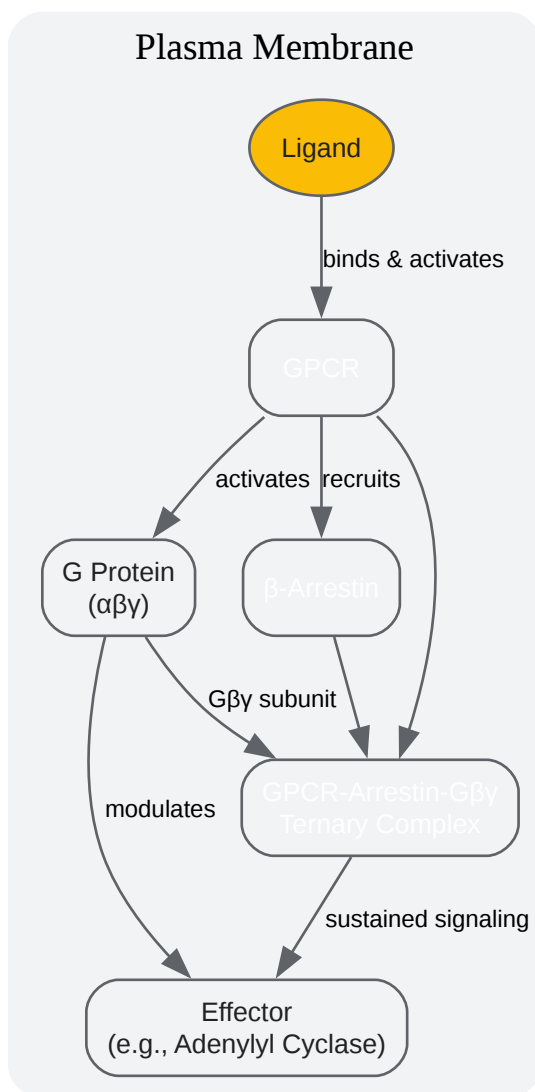 Plasma Membrane
Ligand
binds & activates
GPCR
activates
recruits
G Protein
(αβγ)
β-Arrestin
Gβγ subunit
GPCR-Arrestin-Gβγ
Ternary Complex
modulates
sustained signaling
Effector
(e.g., Adenylyl Cyclase)